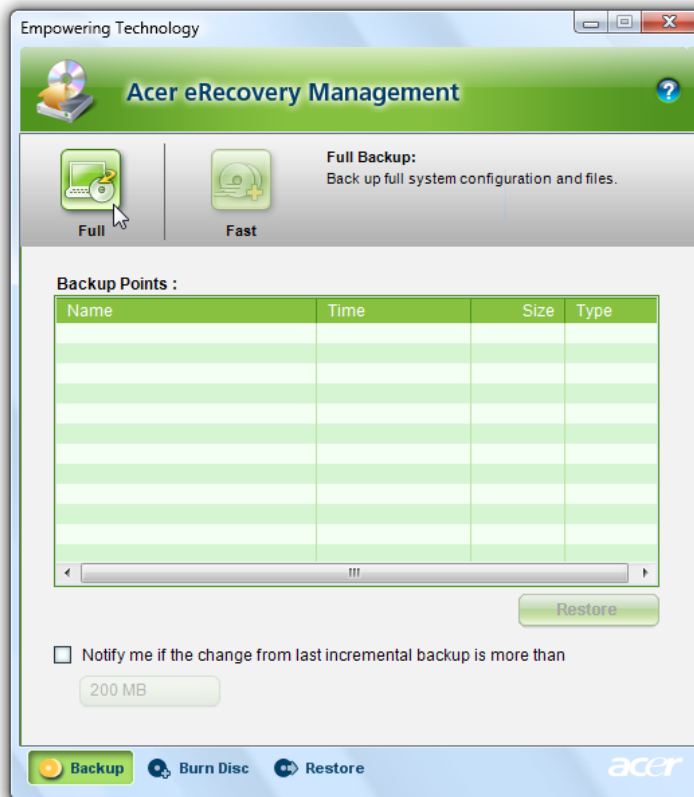 Empowering Technology
Acer eRecovery Management
?
Full Backup:
Back up full system configuration and files.
Full
Fast
Backup Points :
Name Time Size Type
Restore
Notify me if the change from last incremental backup is more than
200 MB
Backup Burn Disc Restore acer